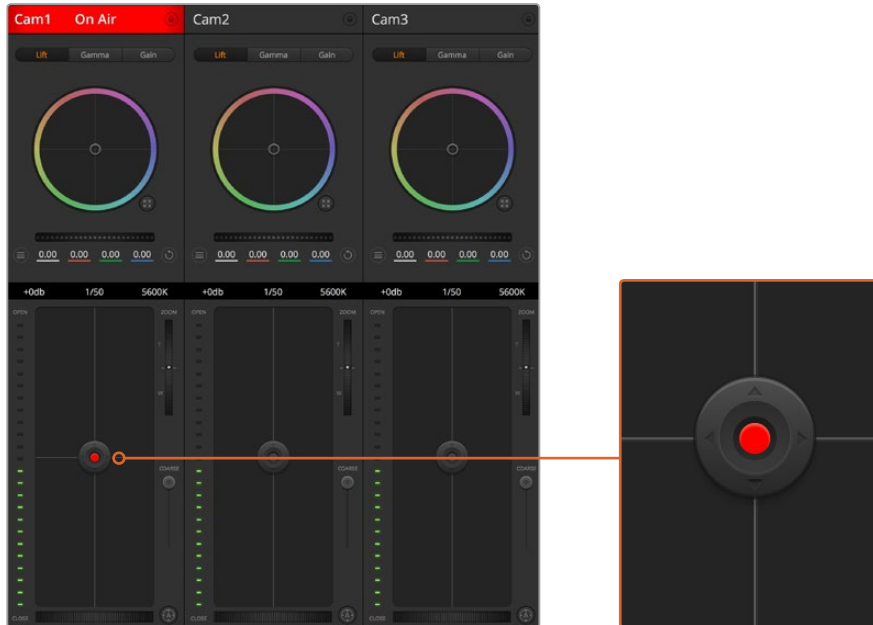 Cam1 On Air Cam2 Cam3
Lift Gamma Gain Lift Gamma Gain Lift Gamma Gain
0.00 0.00 0.00 0.00 0.00 0.00 0.00 0.00 0.00 0.00 0.00 0.00
+0db 1/50 5600K +0db 1/50 5600K +0db 1/50 5600K
OPEN ZOOM OPEN ZOOM OPEN ZOOM
T T T
W W W
COARSE COARSE COARSE
CLOSE CLOSE CLOSE